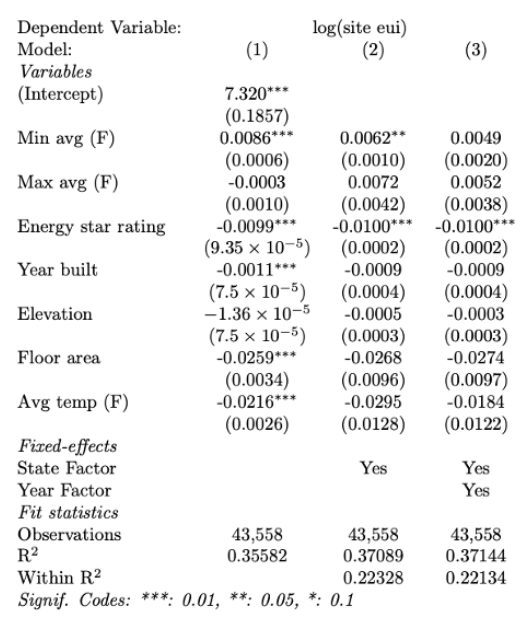 Dependent Variable: log(site eui)
Model: (1) (2) (3)
Variables
(Intercept) 7.320***
(0.1857)
Min avg (F) 0.0086*** 0.0062** 0.0049
(0.0006) (0.0010) (0.0020)
Max avg (F) -0.0003 0.0072 0.0052
(0.0010) (0.0042) (0.0038)
Energy star rating -0.0099*** -0.0100*** -0.0100***
(9.35 × 10⁻⁵) (0.0002) (0.0002)
Year built -0.0011*** -0.0009 -0.0009
(7.5 × 10⁻⁵) (0.0004) (0.0004)
Elevation −1.36 × 10⁻⁵ -0.0005 -0.0003
(7.5 × 10⁻⁵) (0.0003) (0.0003)
Floor area -0.0259*** -0.0268 -0.0274
(0.0034) (0.0096) (0.0097)
Avg temp (F) -0.0216*** -0.0295 -0.0184
(0.0026) (0.0128) (0.0122)
Fixed-effects
State Factor Yes Yes
Year Factor Yes
Fit statistics
Observations 43,558 43,558 43,558
R² 0.35582 0.37089 0.37144
Within R² 0.22328 0.22134
Signif. Codes: ***: 0.01, **: 0.05, *: 0.1